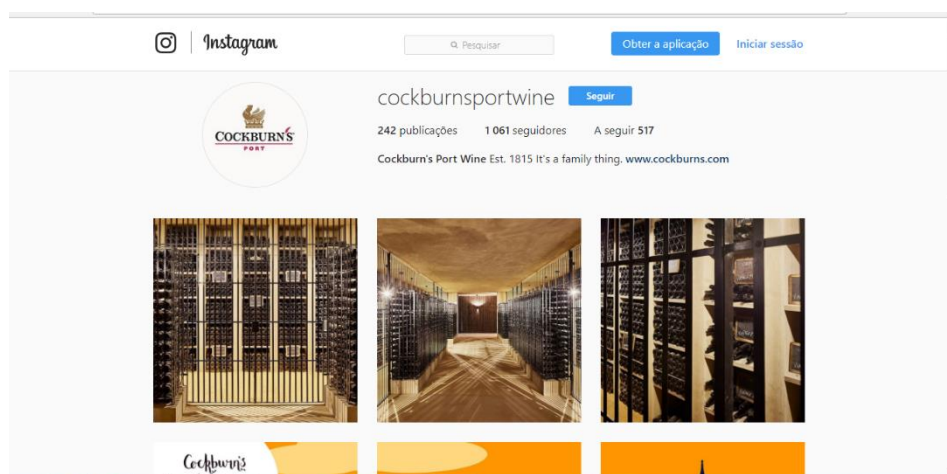 Instagram
Pesquisar
Obter a aplicação
Iniciar sessão
COCKBURN'S
PORT
cockburnsportwine
Seguir
242 publicações 1 061 seguidores A seguir 517
Cockburn's Port Wine Est. 1815 It's a family thing. www.cockburns.com
Cockburn's